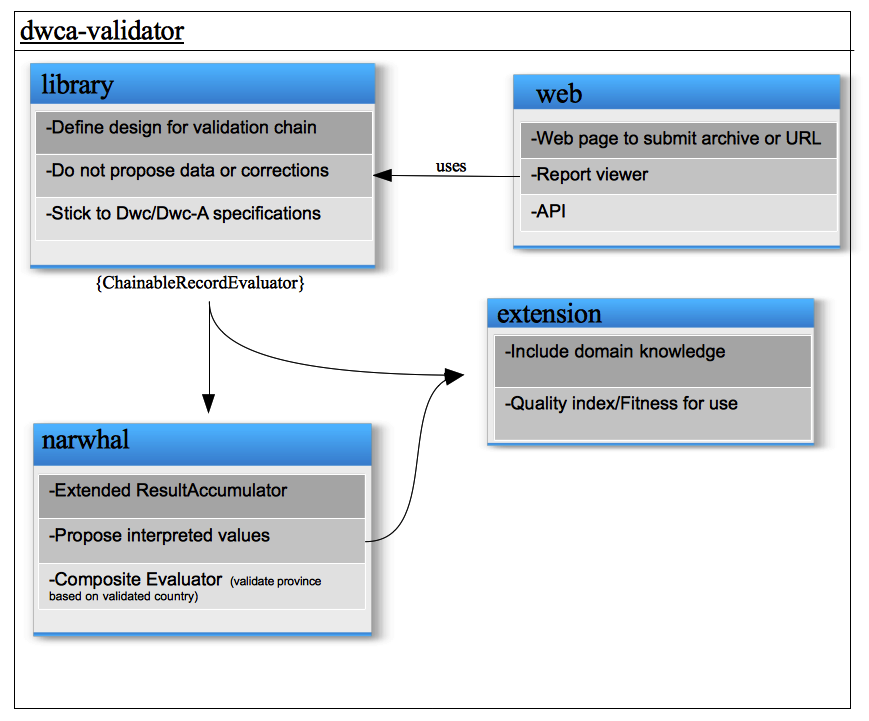 dwca-validator
library
-Define design for validation chain
-Do not propose data or corrections
-Stick to Dwc/Dwc-A specifications
web
-Web page to submit archive or URL
-Report viewer
-API
uses
{ChainableRecordEvaluator}
extension
-Include domain knowledge
-Quality index/Fitness for use
narwhal
-Extended ResultAccumulator
-Propose interpreted values
-Composite Evaluator (validate province
based on validated country)